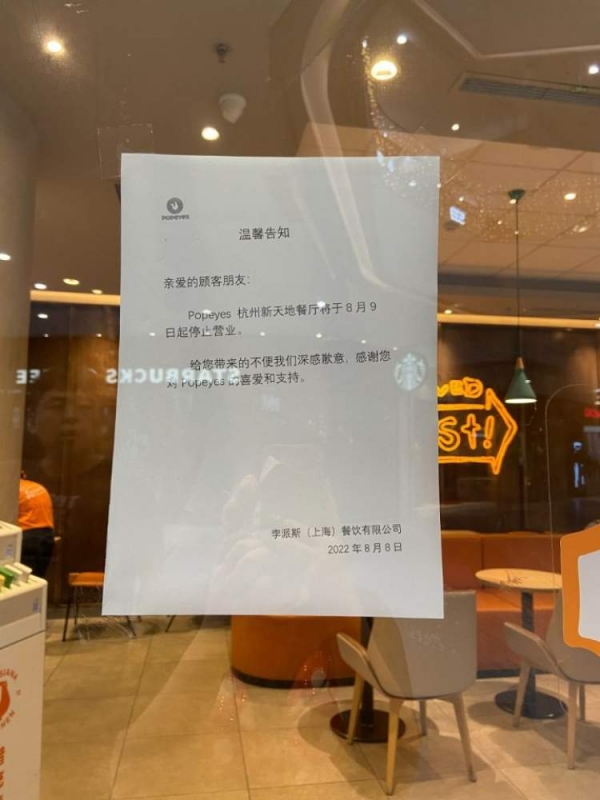 POPEYES
温馨告知
亲爱的顾客朋友：
Popeyes 杭州新天地餐厅将于 8 月 9
日起停止营业。
给您带来的不便我们深感歉意，感谢您
对 Popeyes 的喜爱和支持。
李派斯（上海）餐饮有限公司
2022 年 8 月 8 日
STARBUCKS
st!